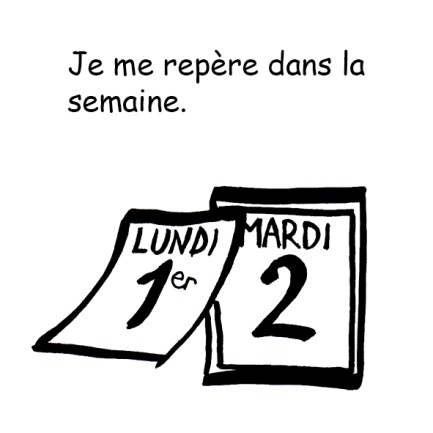 Je me repère dans la
semaine.
LUNDI
1er
MARDI
2